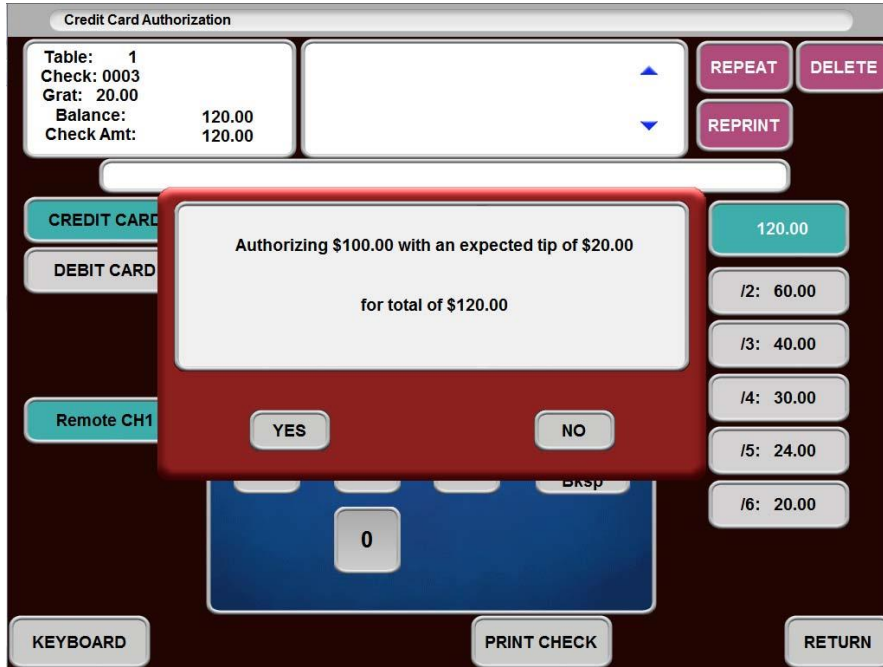 Credit Card Authorization
Table: 1
Check: 0003
Grat: 20.00
Balance: 120.00
Check Amt: 120.00
REPEAT
DELETE
REPRINT
CREDIT CARD
DEBIT CARD
Remote CH1
Authorizing $100.00 with an expected tip of $20.00
for total of $120.00
YES
NO
120.00
/2: 60.00
/3: 40.00
/4: 30.00
/5: 24.00
/6: 20.00
Bksp
0
KEYBOARD
PRINT CHECK
RETURN